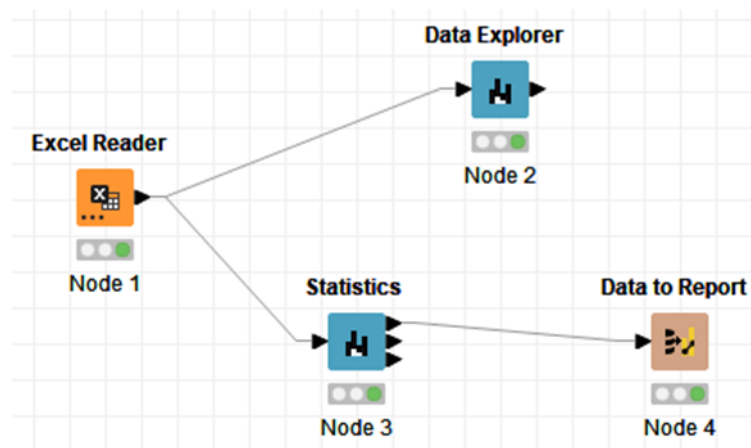 Data Explorer
Node 2
Excel Reader
X
Node 1
Statistics
Node 3
Data to Report
Node 4